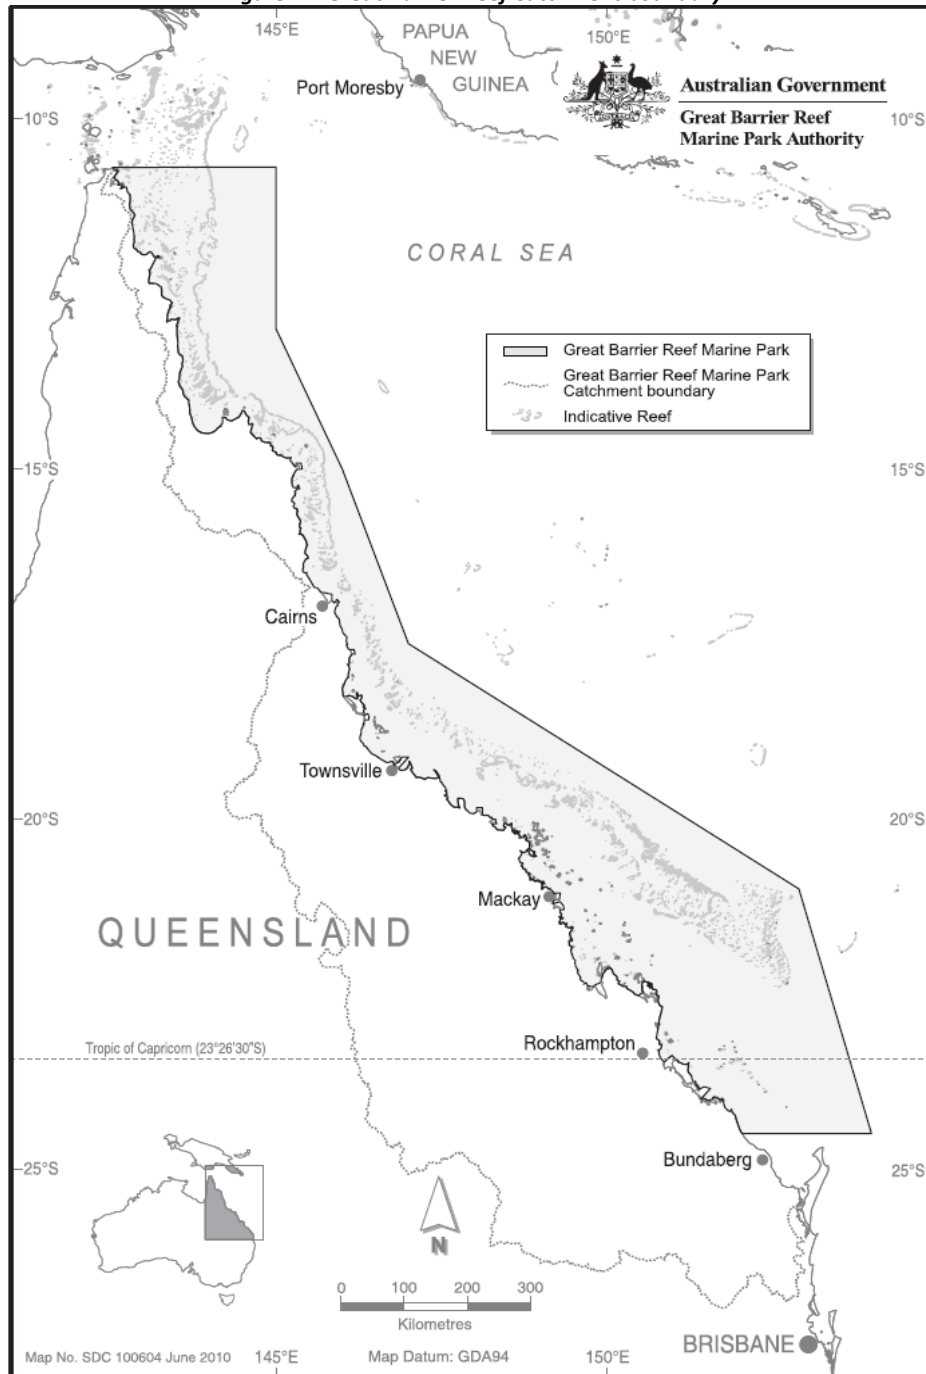 145°E
PAPUA
NEW
GUINEA
150°E
Port Moresby
Australian Government
Great Barrier Reef
Marine Park Authority
AUSTRALIA
10°S
10°S
CORAL SEA
Great Barrier Reef Marine Park
Great Barrier Reef Marine Park
Catchment boundary
Indicative Reef
15°S
15°S
Cairns
Townsville
20°S
20°S
Mackay
QUEENSLAND
Tropic of Capricorn (23°26'30"S)
Rockhampton
Bundaberg
25°S
25°S
N
0 100 200 300
Kilometres
BRISBANE
Map No. SDC 100604 June 2010
145°E
Map Datum: GDA94
150°E